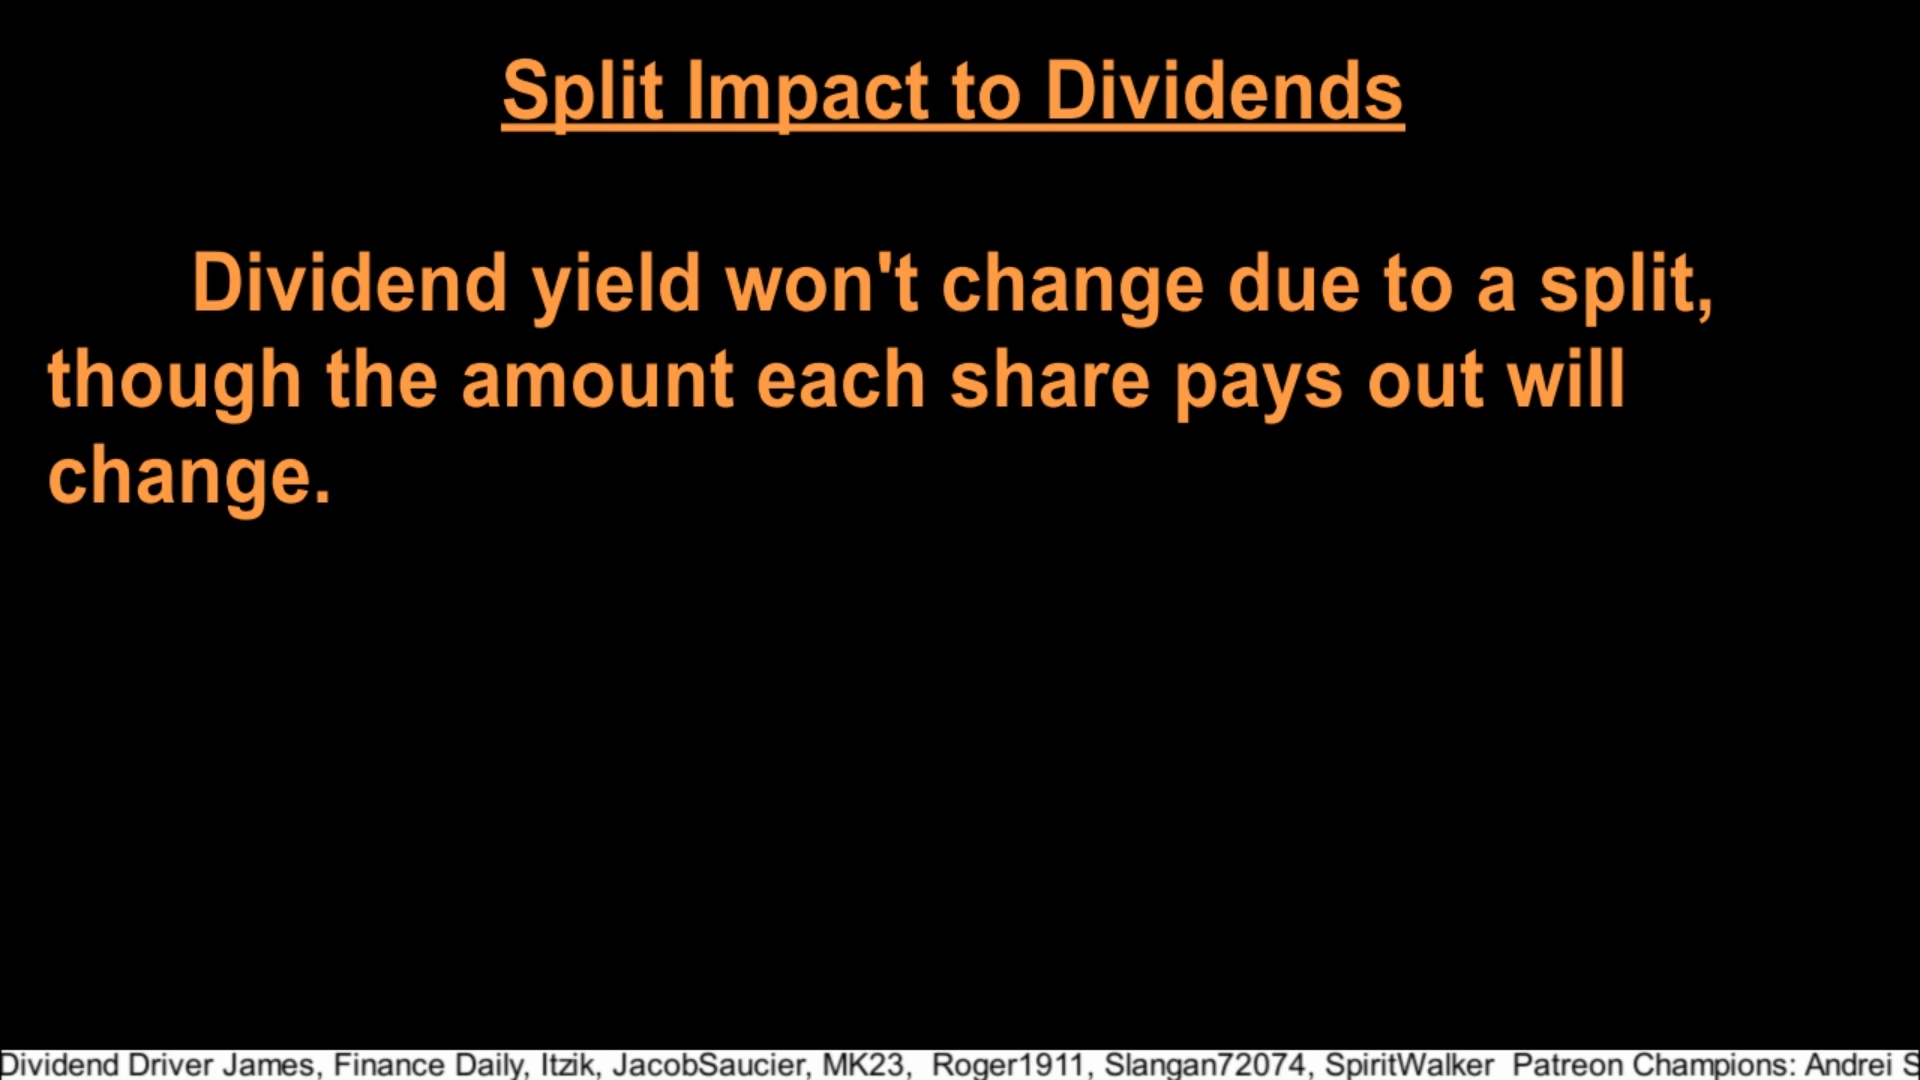 Split Impact to Dividends
Dividend yield won't change due to a split,
though the amount each share pays out will
change.
Dividend Driver James, Finance Daily, Itzik, JacobSaucier, MK23,  Roger1911, Slangan72074, SpiritWalker  Patreon Champions: Andrei S